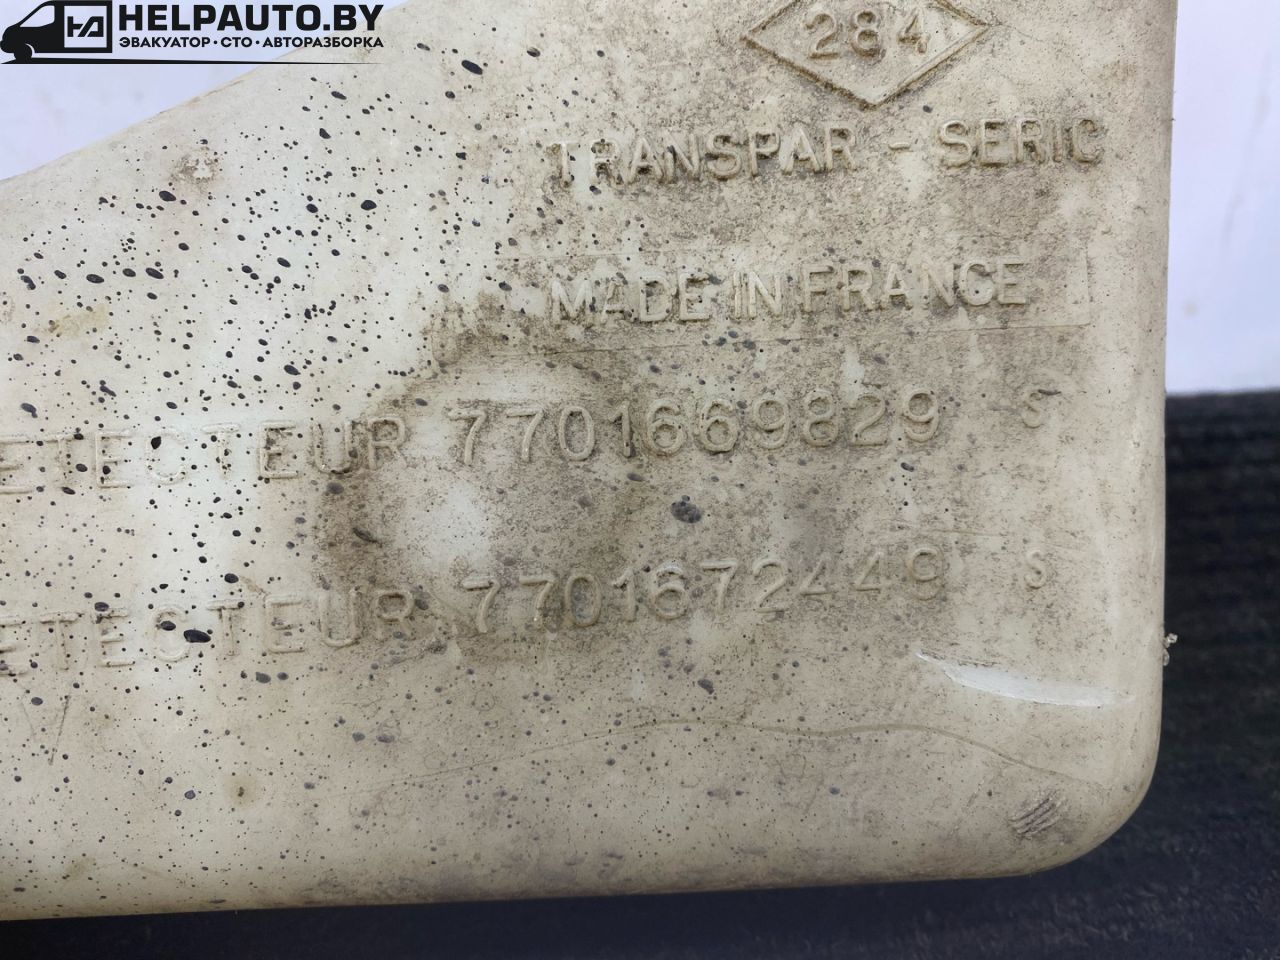 HELPAUTO.BY
ЭВАКУАТОР · СТО · АВТОРАЗБОРКА
284
TRANSPAR - SERIC
MADE IN FRANCE
ETECTEUR 7701669829 S
ETECTEUR 7701672449 S